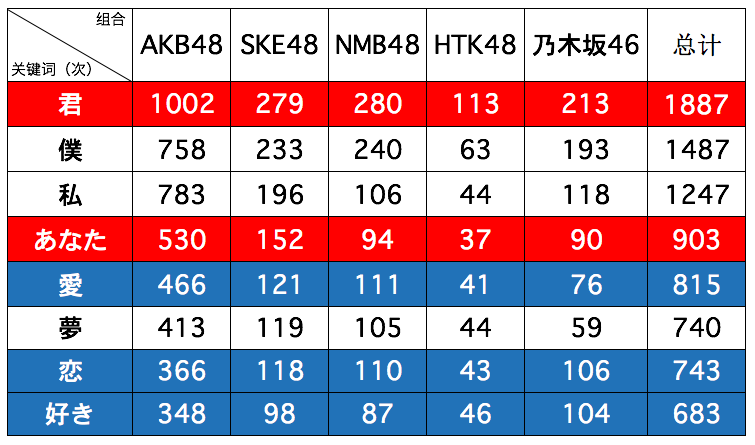 组合
关键词（次） AKB48 SKE48 NMB48 HTK48 乃木坂46 总计
君 1002 279 280 113 213 1887
僕 758 233 240 63 193 1487
私 783 196 106 44 118 1247
あなた 530 152 94 37 90 903
愛 466 121 111 41 76 815
夢 413 119 105 44 59 740
恋 366 118 110 43 106 743
好き 348 98 87 46 104 683